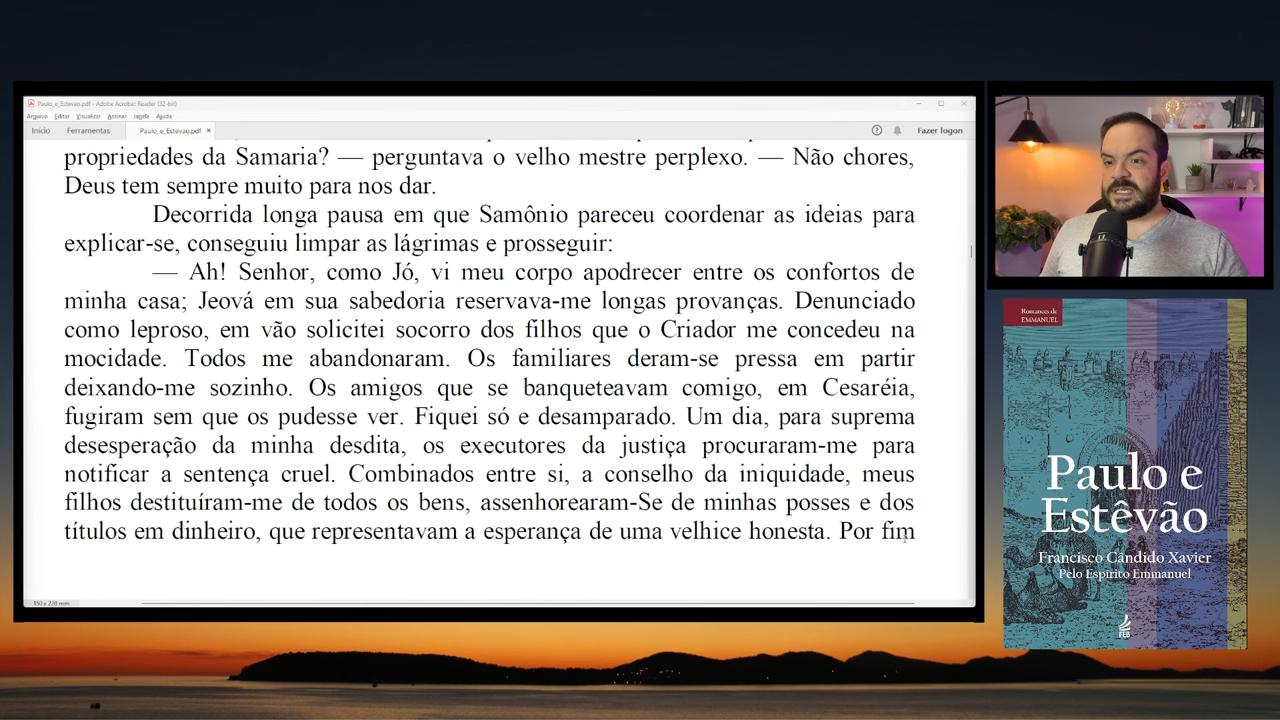 Paulo_e_Estevao.pdf - Adobe Acrobat Reader (32-bit)
Arquivo Editar Visualizar Assinar Janela Ajuda
Início Ferramentas Paulo_e_Estevao.pdf × Fazer logon
propriedades da Samaria? — perguntava o velho mestre perplexo. — Não chores,
Deus tem sempre muito para nos dar.
Decorrida longa pausa em que Samônio pareceu coordenar as ideias para
explicar-se, conseguiu limpar as lágrimas e prosseguir:
— Ah! Senhor, como Jó, vi meu corpo apodrecer entre os confortos de
minha casa; Jeová em sua sabedoria reservava-me longas provanças. Denunciado
como leproso, em vão solicitei socorro dos filhos que o Criador me concedeu na
mocidade. Todos me abandonaram. Os familiares deram-se pressa em partir
deixando-me sozinho. Os amigos que se banqueteavam comigo, em Cesaréia,
fugiram sem que os pudesse ver. Fiquei só e desamparado. Um dia, para suprema
desesperação da minha desdita, os executores da justiça procuraram-me para
notificar a sentença cruel. Combinados entre si, a conselho da iniquidade, meus
filhos destituíram-me de todos os bens, assenhorearam-Se de minhas posses e dos
títulos em dinheiro, que representavam a esperança de uma velhice honesta. Por fim
150 x 220 mm
Romances de
EMMANUEL
Paulo e
Estêvão
Francisco Cândido Xavier
Pelo Espírito Emmanuel
FEB